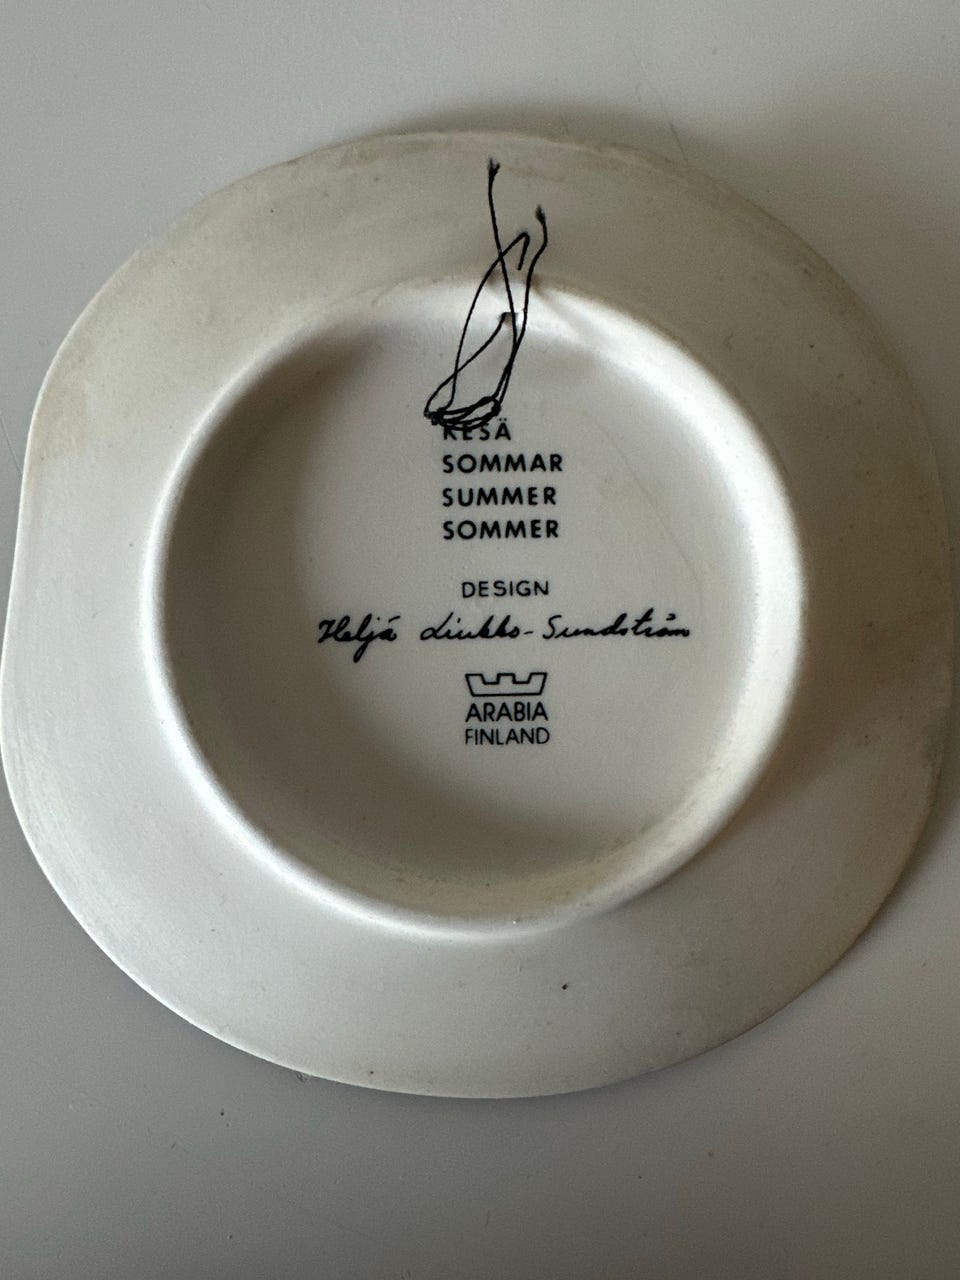 KESÄ
SOMMAR
SUMMER
SOMMER
DESIGN
Heljä Liukko-Sundström
ARABIA
FINLAND